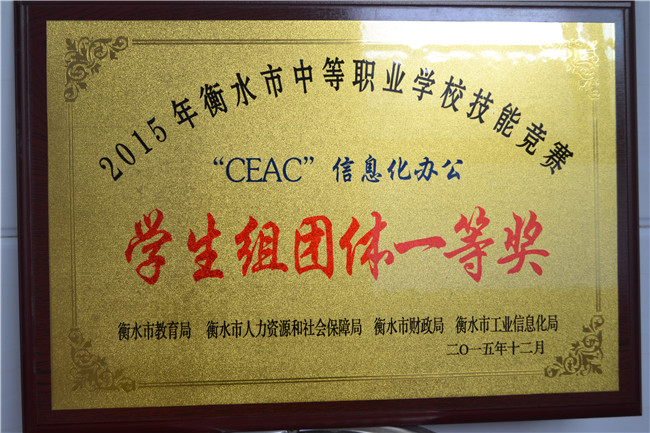 2015年衡水市中等职业学校技能竞赛
“CEAC”信息化办公
学生组团体一等奖
衡水市教育局 衡水市人力资源和社会保障局 衡水市财政局 衡水市工业信息化局
二〇一五年十二月